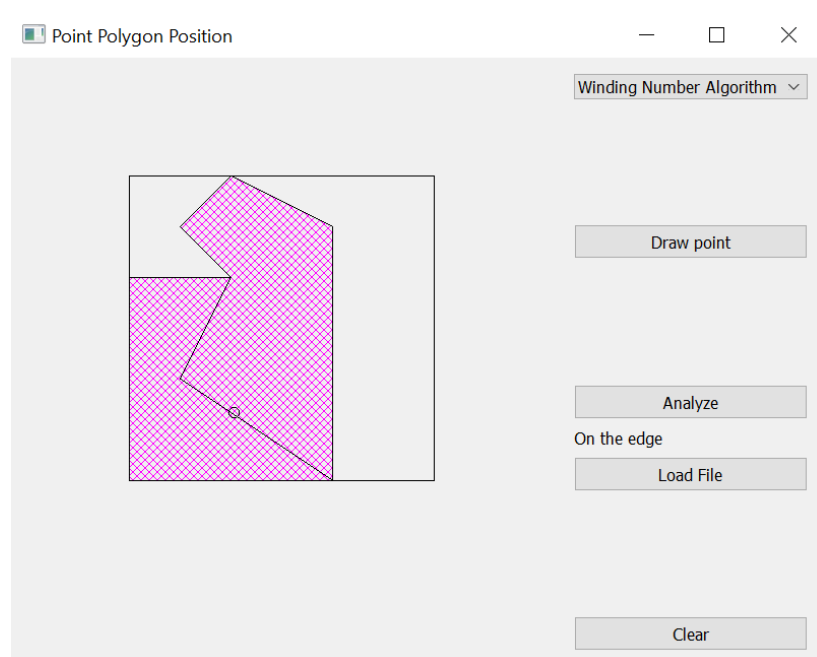 Point Polygon Position
Winding Number Algorithm
Draw point
Analyze
On the edge
Load File
Clear